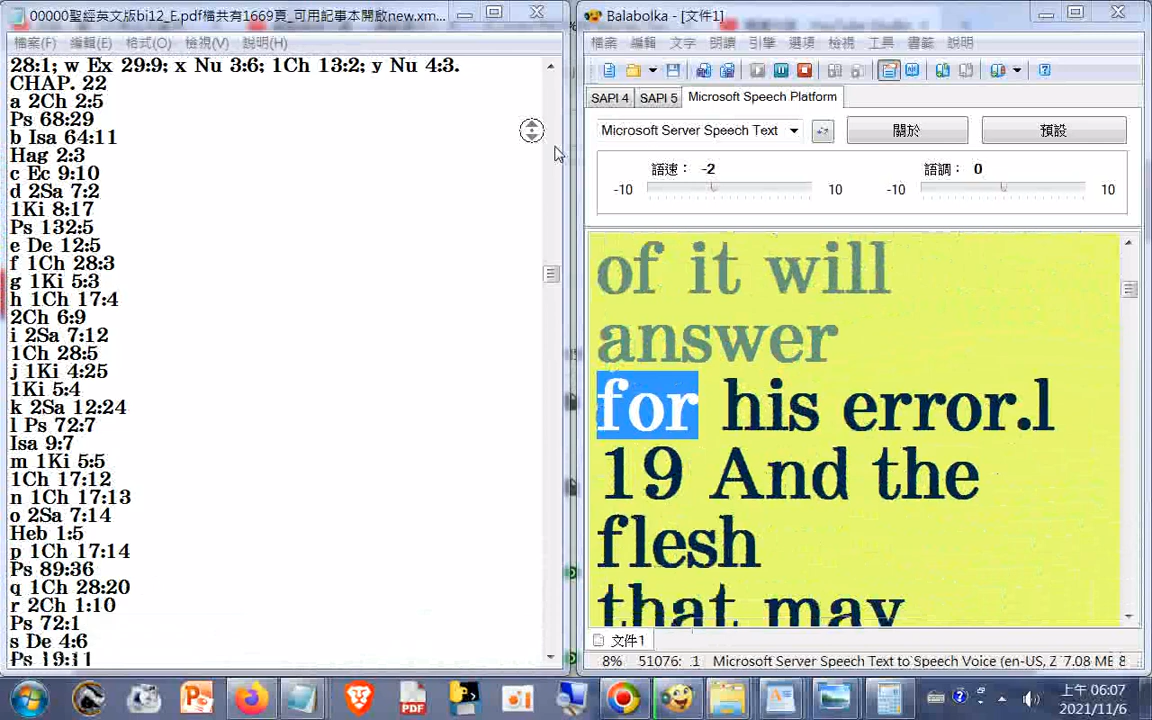 00000聖經英文版bi12_E.pdf檔共有1669頁_可用記事本開啟new.xm...
檔案(F) 編輯(E) 格式(O) 檢視(V) 說明(H)
28:1; w Ex 29:9; x Nu 3:6; 1Ch 13:2; y Nu 4:3.
CHAP. 22
a 2Ch 2:5
Ps 68:29
b Isa 64:11
Hag 2:3
c Ec 9:10
d 2Sa 7:2
1Ki 8:17
Ps 132:5
e De 12:5
f 1Ch 28:3
g 1Ki 5:3
h 1Ch 17:4
2Ch 6:9
i 2Sa 7:12
1Ch 28:5
j 1Ki 4:25
1Ki 5:4
k 2Sa 12:24
l Ps 72:7
Isa 9:7
m 1Ki 5:5
1Ch 17:12
n 1Ch 17:13
o 2Sa 7:14
Heb 1:5
p 1Ch 17:14
Ps 89:36
q 1Ch 28:20
r 2Ch 1:10
Ps 72:1
s De 4:6
Ps 19:11
Balabolka - [文件1]
檔案 編輯 文字 朗讀 引擎 選項 檢視 工具 書籤 說明
SAPI 4 SAPI 5 Microsoft Speech Platform
Microsoft Server Speech Text 關於 預設
語速： -2 語調： 0
-10 10 -10 10
of it will
answer
for his error.l
19 And the
flesh
that may
文件1
8% 51076: 1 Microsoft Server Speech Text to Speech Voice (en-US, Z 7.08 MB 8
PDF
上午 06:07
2021/11/6